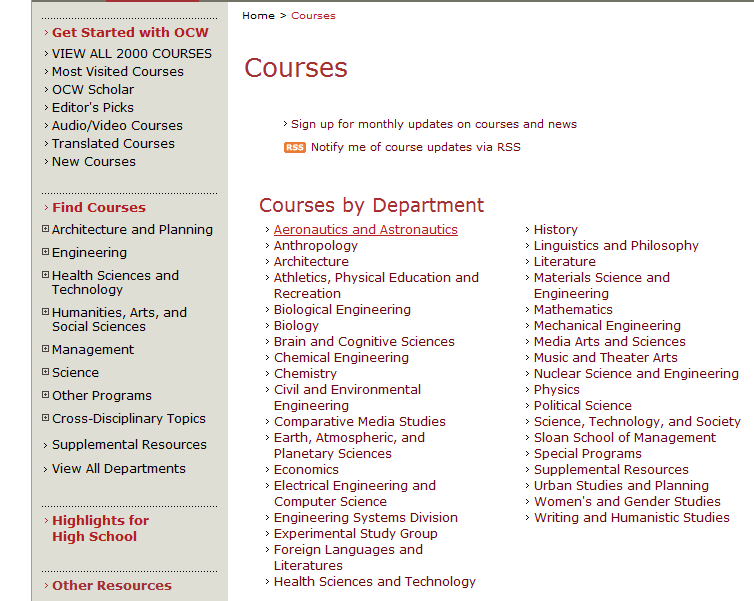 Get Started with OCW
VIEW ALL 2000 COURSES
Most Visited Courses
OCW Scholar
Editor's Picks
Audio/Video Courses
Translated Courses
New Courses
Find Courses
Architecture and Planning
Engineering
Health Sciences and
Technology
Humanities, Arts, and
Social Sciences
Management
Science
Other Programs
Cross-Disciplinary Topics
Supplemental Resources
View All Departments
Highlights for
High School
Other Resources
Home > Courses
Courses
Sign up for monthly updates on courses and news
RSS Notify me of course updates via RSS
Courses by Department
Aeronautics and Astronautics
Anthropology
Architecture
Athletics, Physical Education and
Recreation
Biological Engineering
Biology
Brain and Cognitive Sciences
Chemical Engineering
Chemistry
Civil and Environmental
Engineering
Comparative Media Studies
Earth, Atmospheric, and
Planetary Sciences
Economics
Electrical Engineering and
Computer Science
Engineering Systems Division
Experimental Study Group
Foreign Languages and
Literatures
Health Sciences and Technology
History
Linguistics and Philosophy
Literature
Materials Science and
Engineering
Mathematics
Mechanical Engineering
Media Arts and Sciences
Music and Theater Arts
Nuclear Science and Engineering
Physics
Political Science
Science, Technology, and Society
Sloan School of Management
Special Programs
Supplemental Resources
Urban Studies and Planning
Women's and Gender Studies
Writing and Humanistic Studies